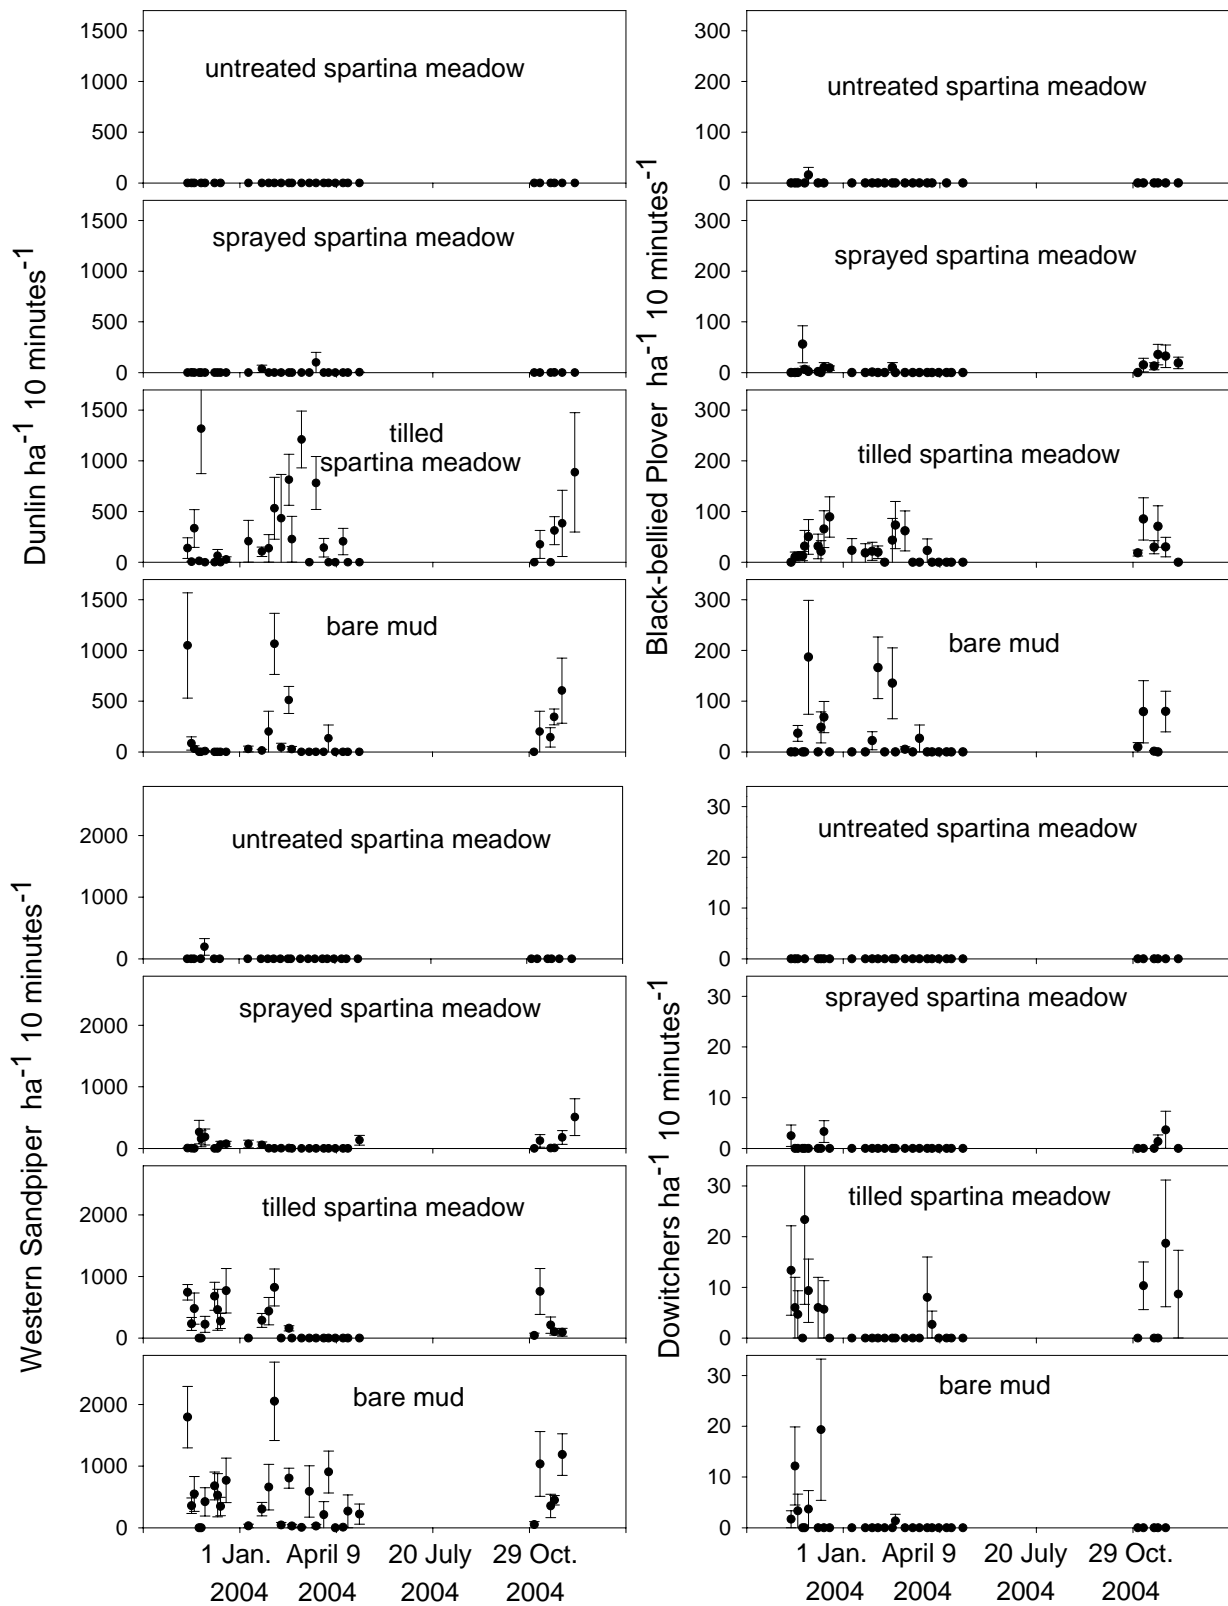 Dunlin ha-1 10 minutes-1
1500
1000
500
0
untreated spartina meadow
1500
1000
500
0
sprayed spartina meadow
1500
1000
500
0
tilled
spartina meadow
1500
1000
500
0
bare mud
Black-bellied Plover ha-1 10 minutes-1
300
200
100
0
untreated spartina meadow
300
200
100
0
sprayed spartina meadow
300
200
100
0
tilled spartina meadow
300
200
100
0
bare mud
Western Sandpiper ha-1 10 minutes-1
2000
1000
0
untreated spartina meadow
2000
1000
0
sprayed spartina meadow
2000
1000
0
tilled spartina meadow
2000
1000
0
bare mud
1 Jan. April 9 20 July 29 Oct.
2004 2004 2004 2004
Dowitchers ha-1 10 minutes-1
30
20
10
0
untreated spartina meadow
30
20
10
0
sprayed spartina meadow
30
20
10
0
tilled spartina meadow
30
20
10
0
bare mud
1 Jan. April 9 20 July 29 Oct.
2004 2004 2004 2004